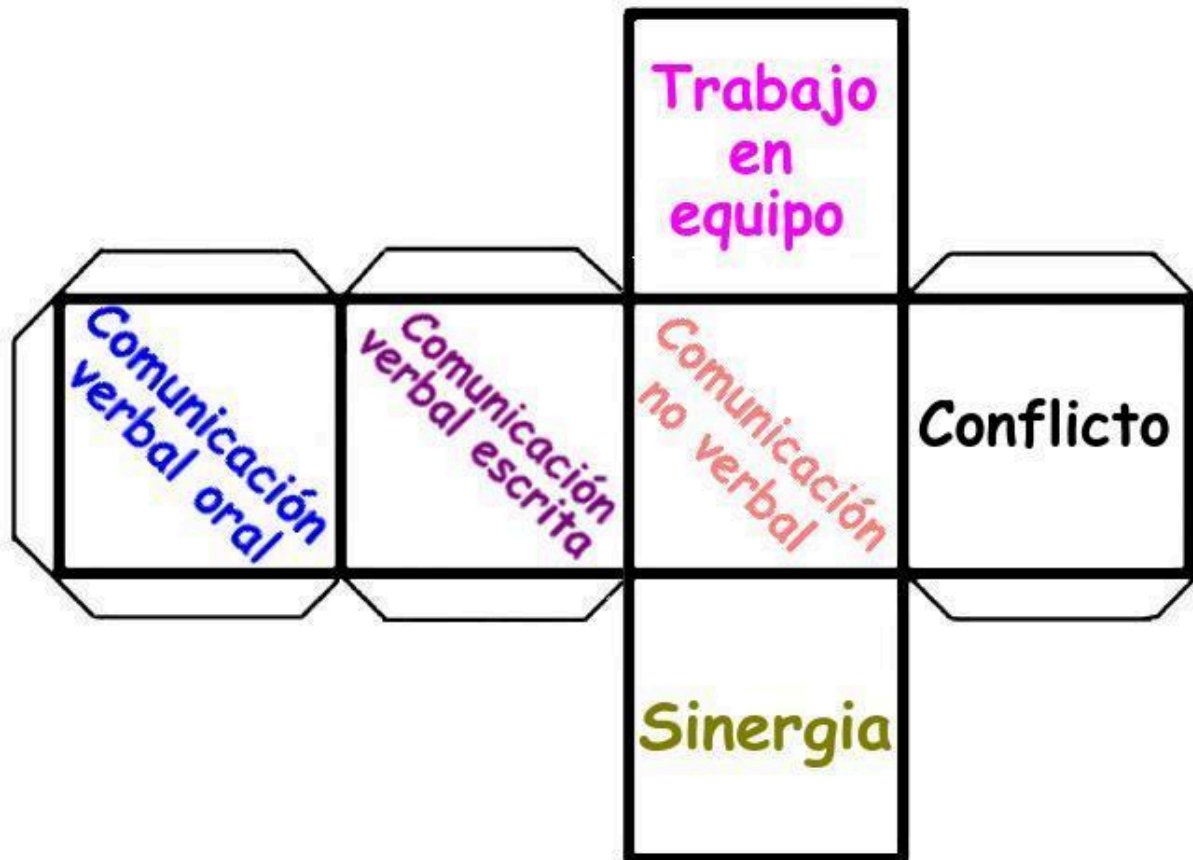 Trabajo
en
equipo
Comunicación
verbal oral
Comunicación
verbal escrita
Comunicación
no verbal
Conflicto
Sinergia